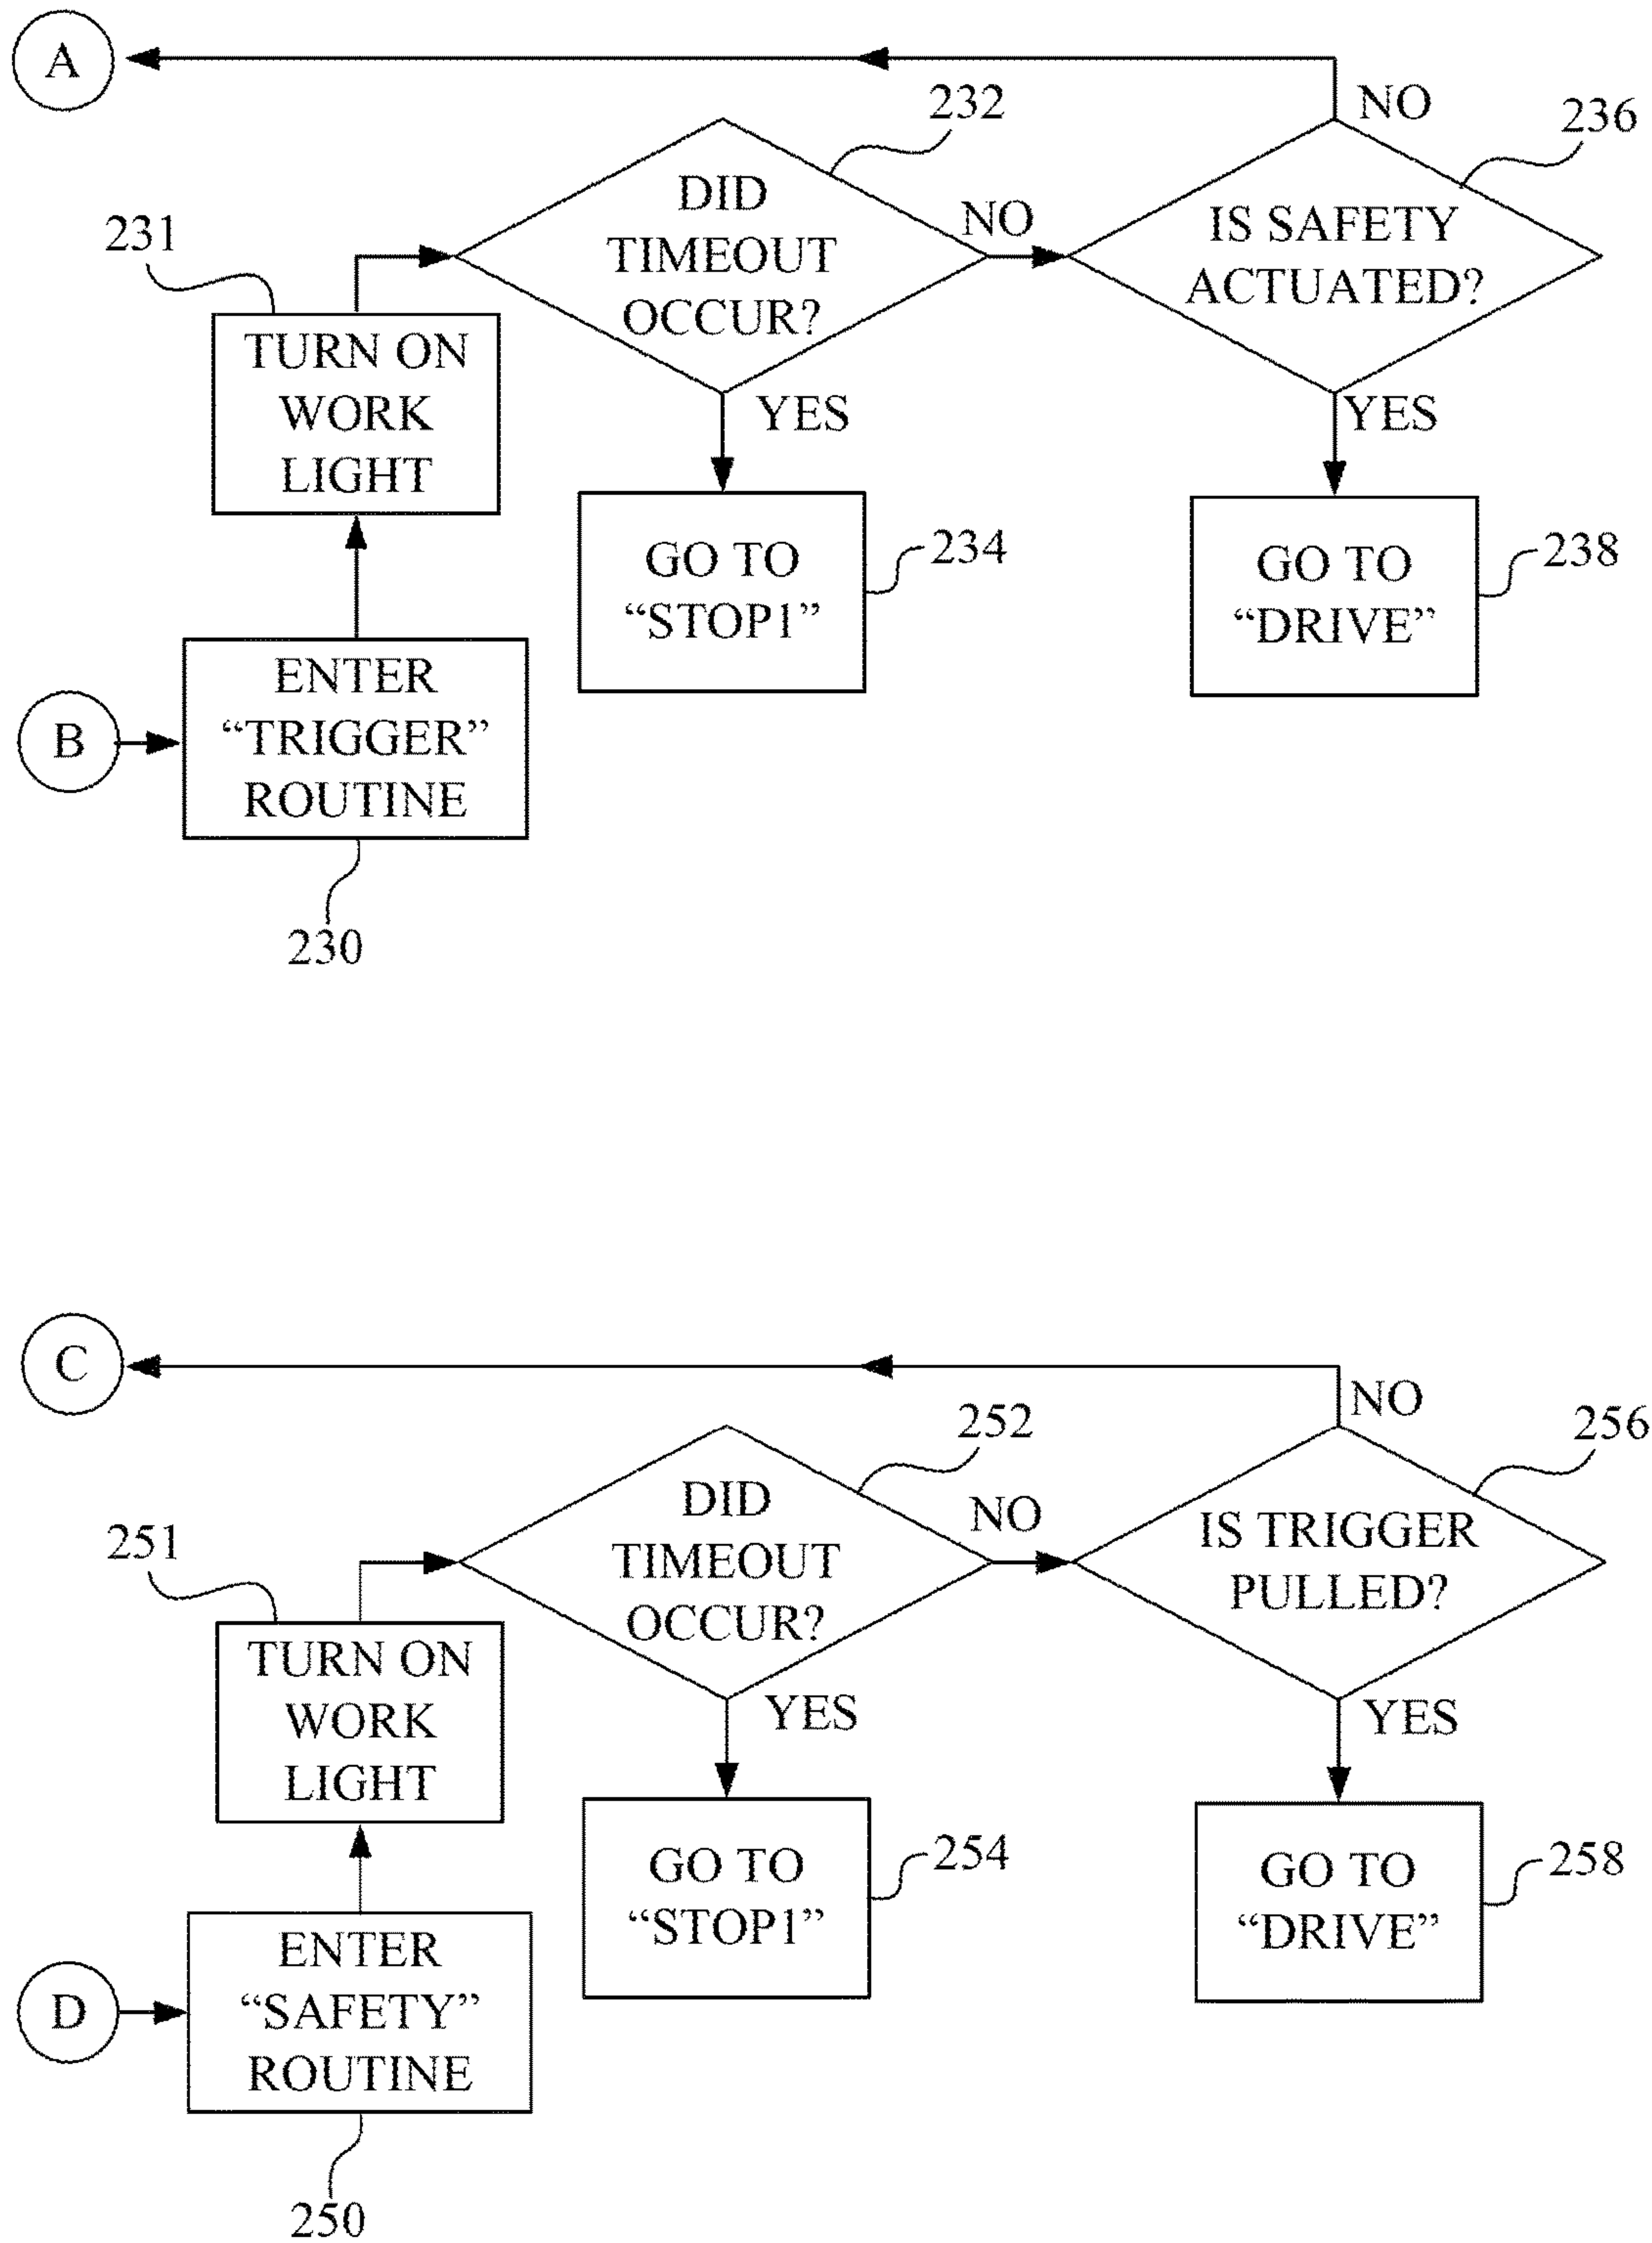 A
NO
232
236
DID
TIMEOUT
OCCUR?
NO
IS SAFETY
ACTUATED?
231
TURN ON
WORK
LIGHT
YES
YES
GO TO
“STOP1”
234
GO TO
“DRIVE”
238
B
ENTER
“TRIGGER”
ROUTINE
230
C
NO
252
256
DID
TIMEOUT
OCCUR?
NO
IS TRIGGER
PULLED?
251
TURN ON
WORK
LIGHT
YES
YES
GO TO
“STOP1”
254
GO TO
“DRIVE”
258
D
ENTER
“SAFETY”
ROUTINE
250